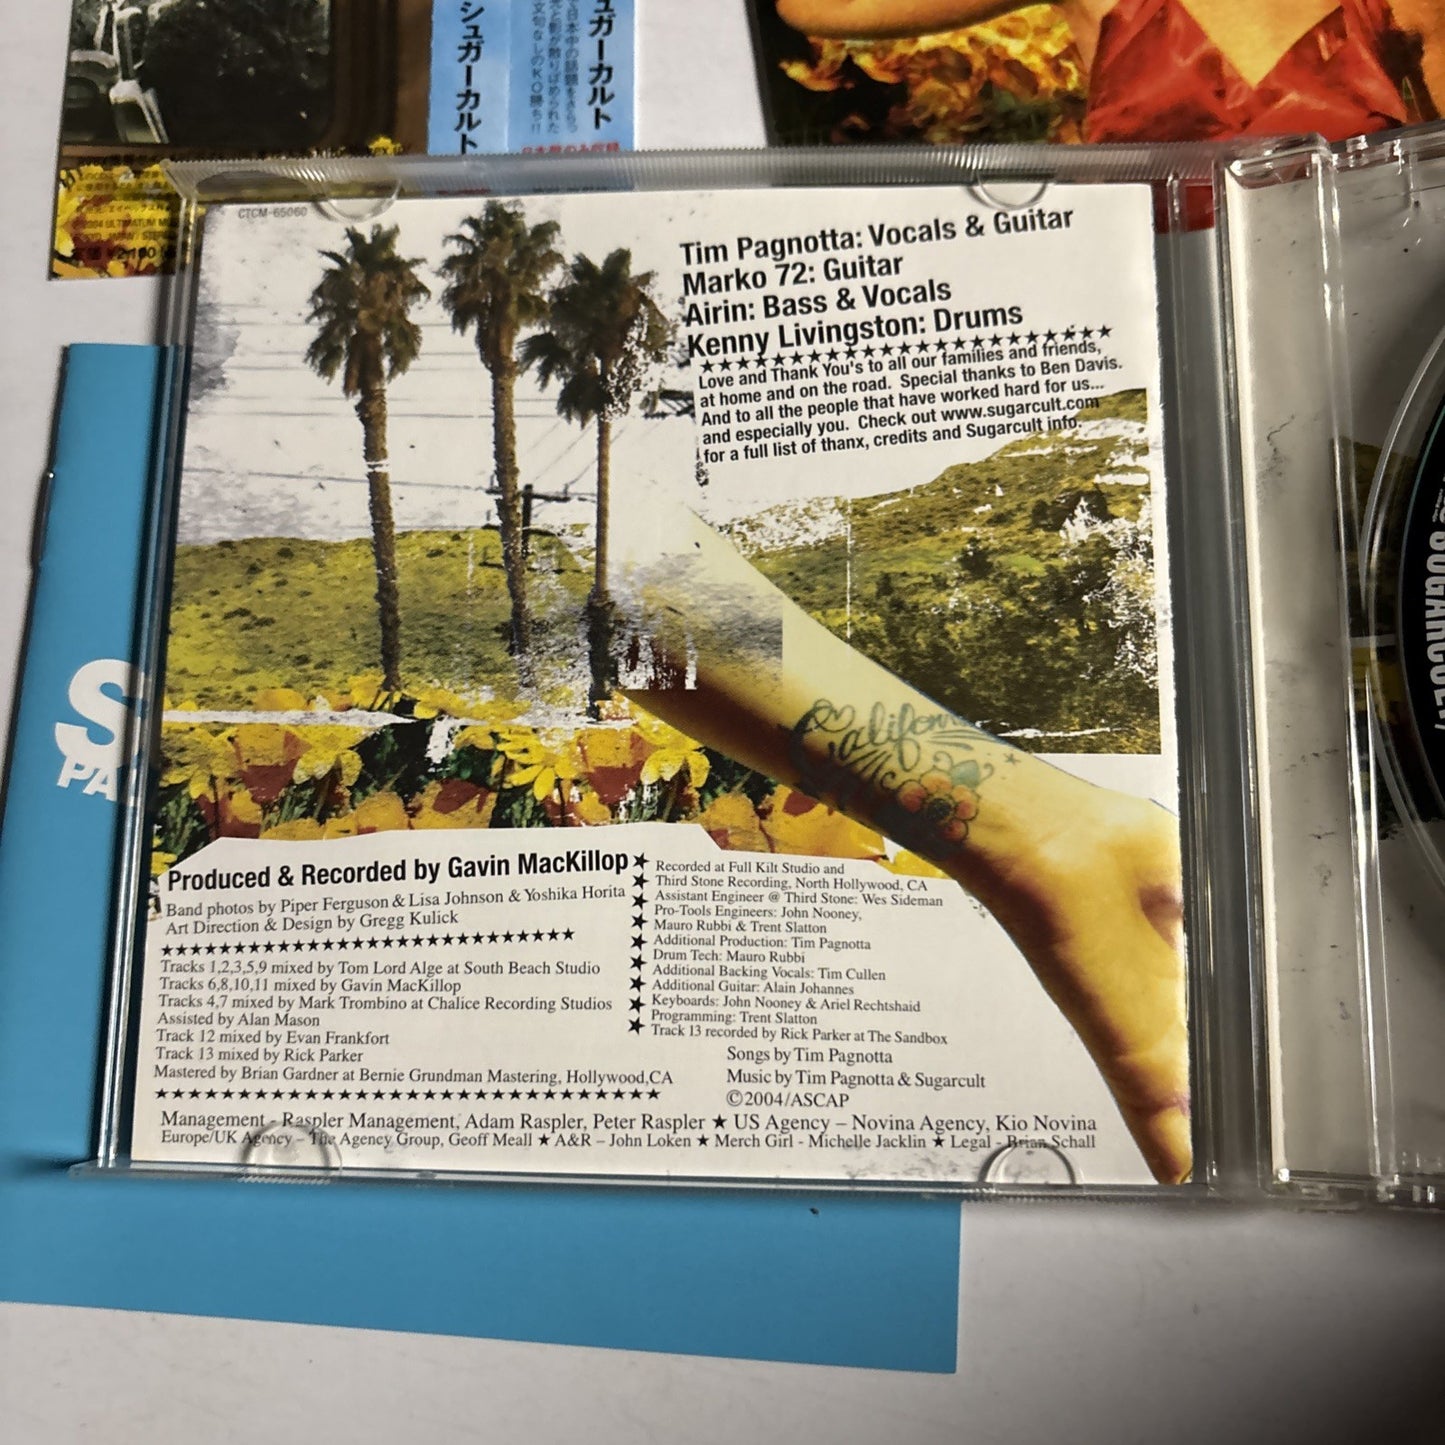 シュガーカルト
シュガーカルト
CTCM-65060
Tim Pagnotta: Vocals & Guitar
Marko 72: Guitar
Airin: Bass & Vocals
Kenny Livingston: Drums
★★★★★★★★★★★★★★★★★★★★
Love and Thank You's to all our families and friends,
at home and on the road. Special thanks to Ben Davis.
And to all the people that have worked hard for us...
and especially you. Check out www.sugarcult.com
for a full list of thanx, credits and Sugarcult info.
Produced & Recorded by Gavin MacKillop
Band photos by Piper Ferguson & Lisa Johnson & Yoshika Horita
Art Direction & Design by Gregg Kulick
★★★★★★★★★★★★★★★★★★★★★★★★★★★★
Tracks 1,2,3,5,9 mixed by Tom Lord Alge at South Beach Studio
Tracks 6,8,10,11 mixed by Gavin MacKillop
Tracks 4,7 mixed by Mark Trombino at Chalice Recording Studios
Assisted by Alan Mason
Track 12 mixed by Evan Frankfort
Track 13 mixed by Rick Parker
Mastered by Brian Gardner at Bernie Grundman Mastering, Hollywood,CA
★★★★★★★★★★★★★★★★★★★★★★★★★★★★★★★
Recorded at Full Kilt Studio and
Third Stone Recording, North Hollywood, CA
Assistant Engineer @ Third Stone: Wes Sideman
Pro-Tools Engineers: John Nooney,
Mauro Rubbi & Trent Slatton
Additional Production: Tim Pagnotta
Drum Tech: Mauro Rubbi
Additional Backing Vocals: Tim Cullen
Additional Guitar: Alain Johannes
Keyboards: John Nooney & Ariel Rechtshaid
Programming: Trent Slatton
Track 13 recorded by Rick Parker at The Sandbox
Songs by Tim Pagnotta
Music by Tim Pagnotta & Sugarcult
©2004/ASCAP
Management - Raspler Management, Adam Raspler, Peter Raspler ★ US Agency – Novina Agency, Kio Novina
Europe/UK Agency – The Agency Group, Geoff Meall ★ A&R – John Loken ★ Merch Girl - Michelle Jacklin ★ Legal - Brian Schall
SUGARCULT